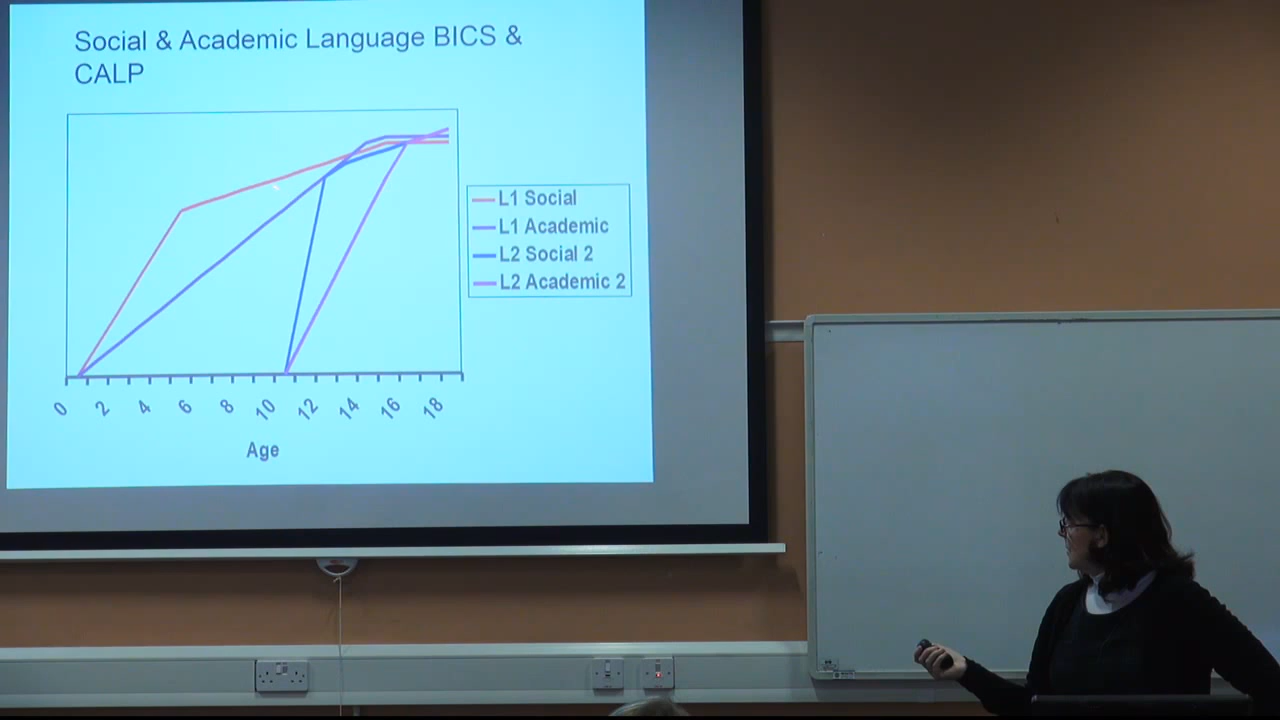 Social & Academic Language BICS &
CALP
L1 Social
L1 Academic
L2 Social 2
L2 Academic 2
0 2 4 6 8 10 12 14 16 18
Age